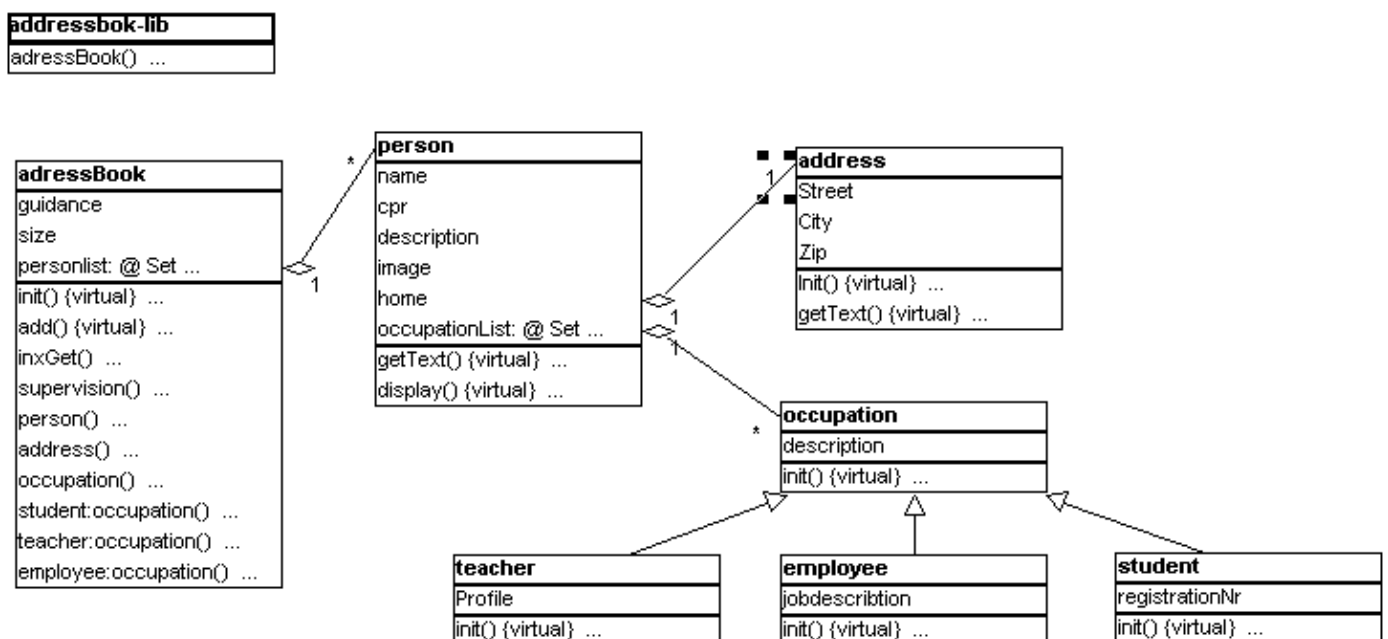 addressbok-lib
adressBook() ...
adressBook
guidance
size
personlist: @ Set ...
init() {virtual} ...
add() {virtual} ...
inxGet() ...
supervision() ...
person() ...
address() ...
occupation() ...
student:occupation() ...
teacher:occupation() ...
employee:occupation() ...
*
1
person
name
cpr
description
image
home
occupationList: @ Set ...
getText() {virtual} ...
display() {virtual} ...
1
1
1
*
address
Street
City
Zip
Init() {virtual} ...
getText() {virtual} ...
occupation
description
init() {virtual} ...
teacher
Profile
init() {virtual} ...
employee
jobdescribtion
init() {virtual} ...
student
registrationNr
init() {virtual} ...